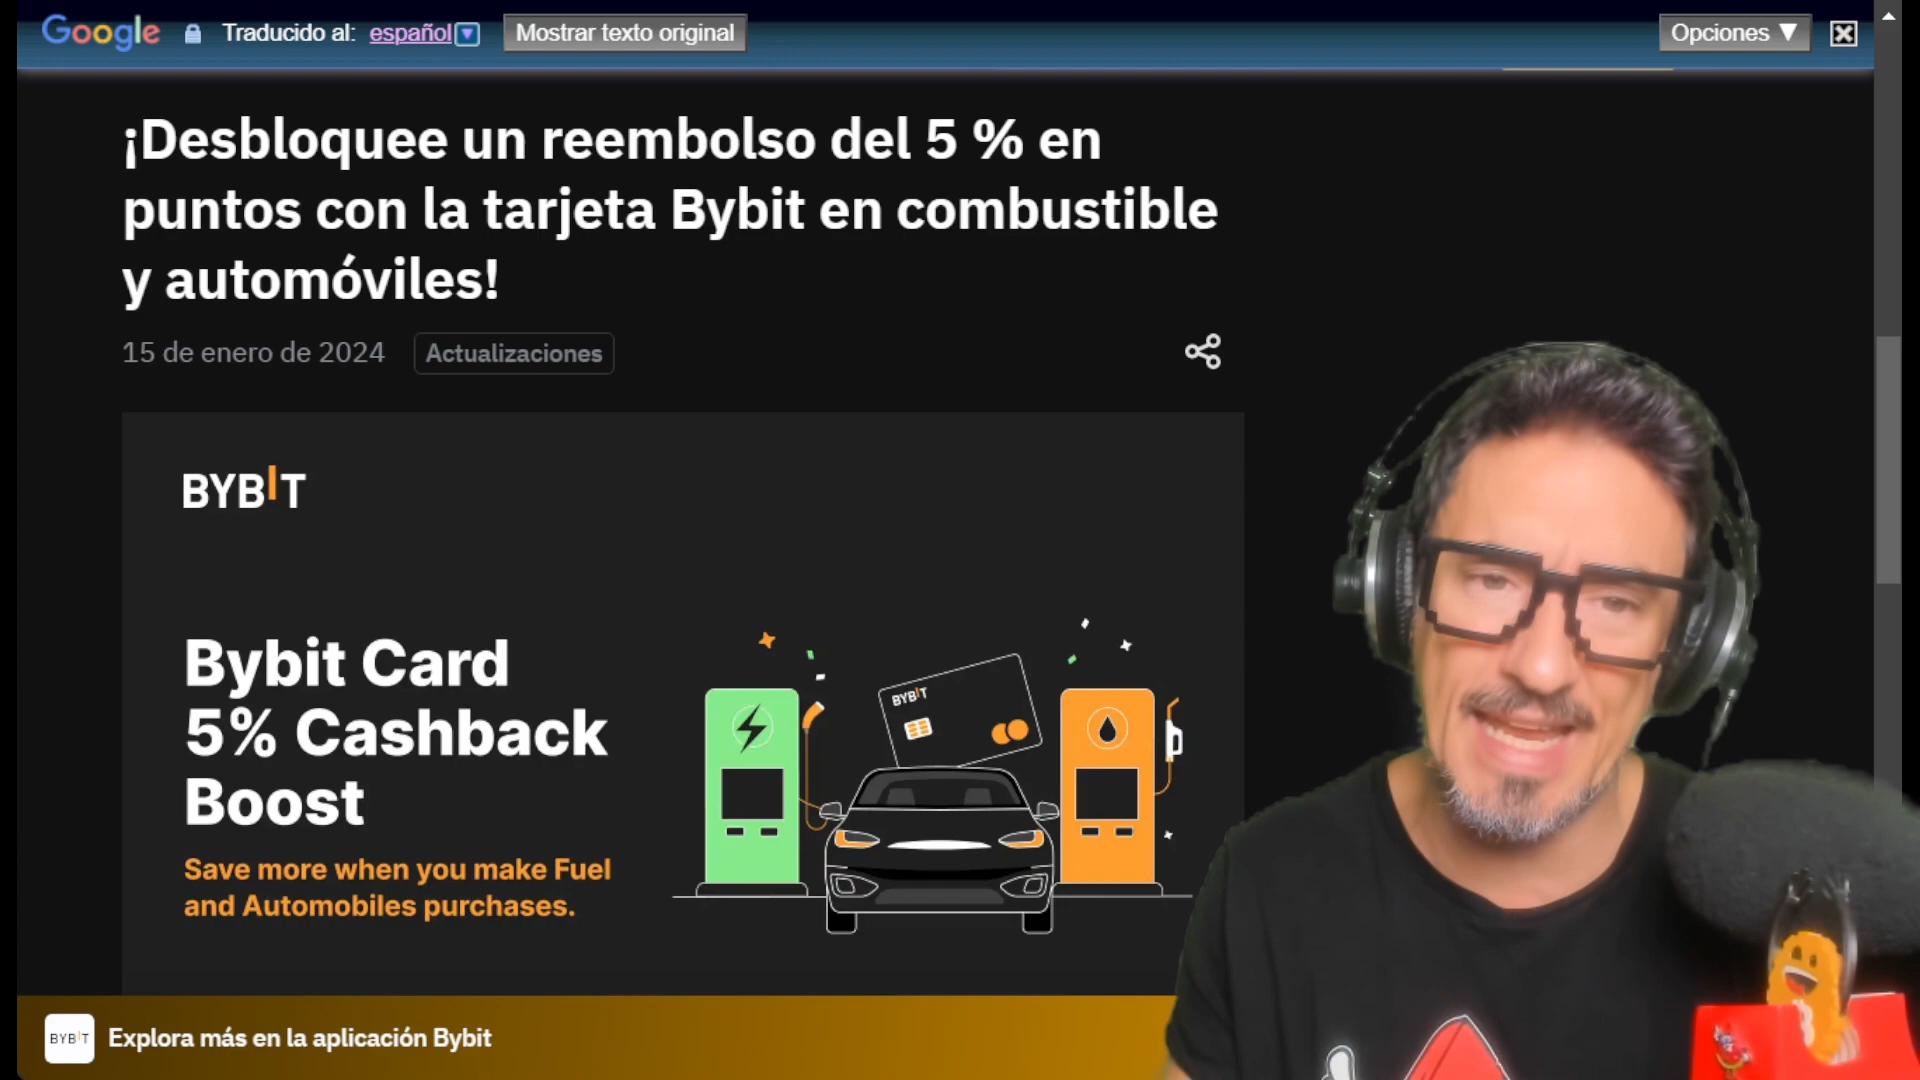 Google Traducido al: español Mostrar texto original Opciones
¡Desbloquee un reembolso del 5 % en
puntos con la tarjeta Bybit en combustible
y automóviles!
15 de enero de 2024 Actualizaciones
BYBIT
Bybit Card
5% Cashback
Boost
Save more when you make Fuel
and Automobiles purchases.
BYBIT
BYBIT Explora más en la aplicación Bybit